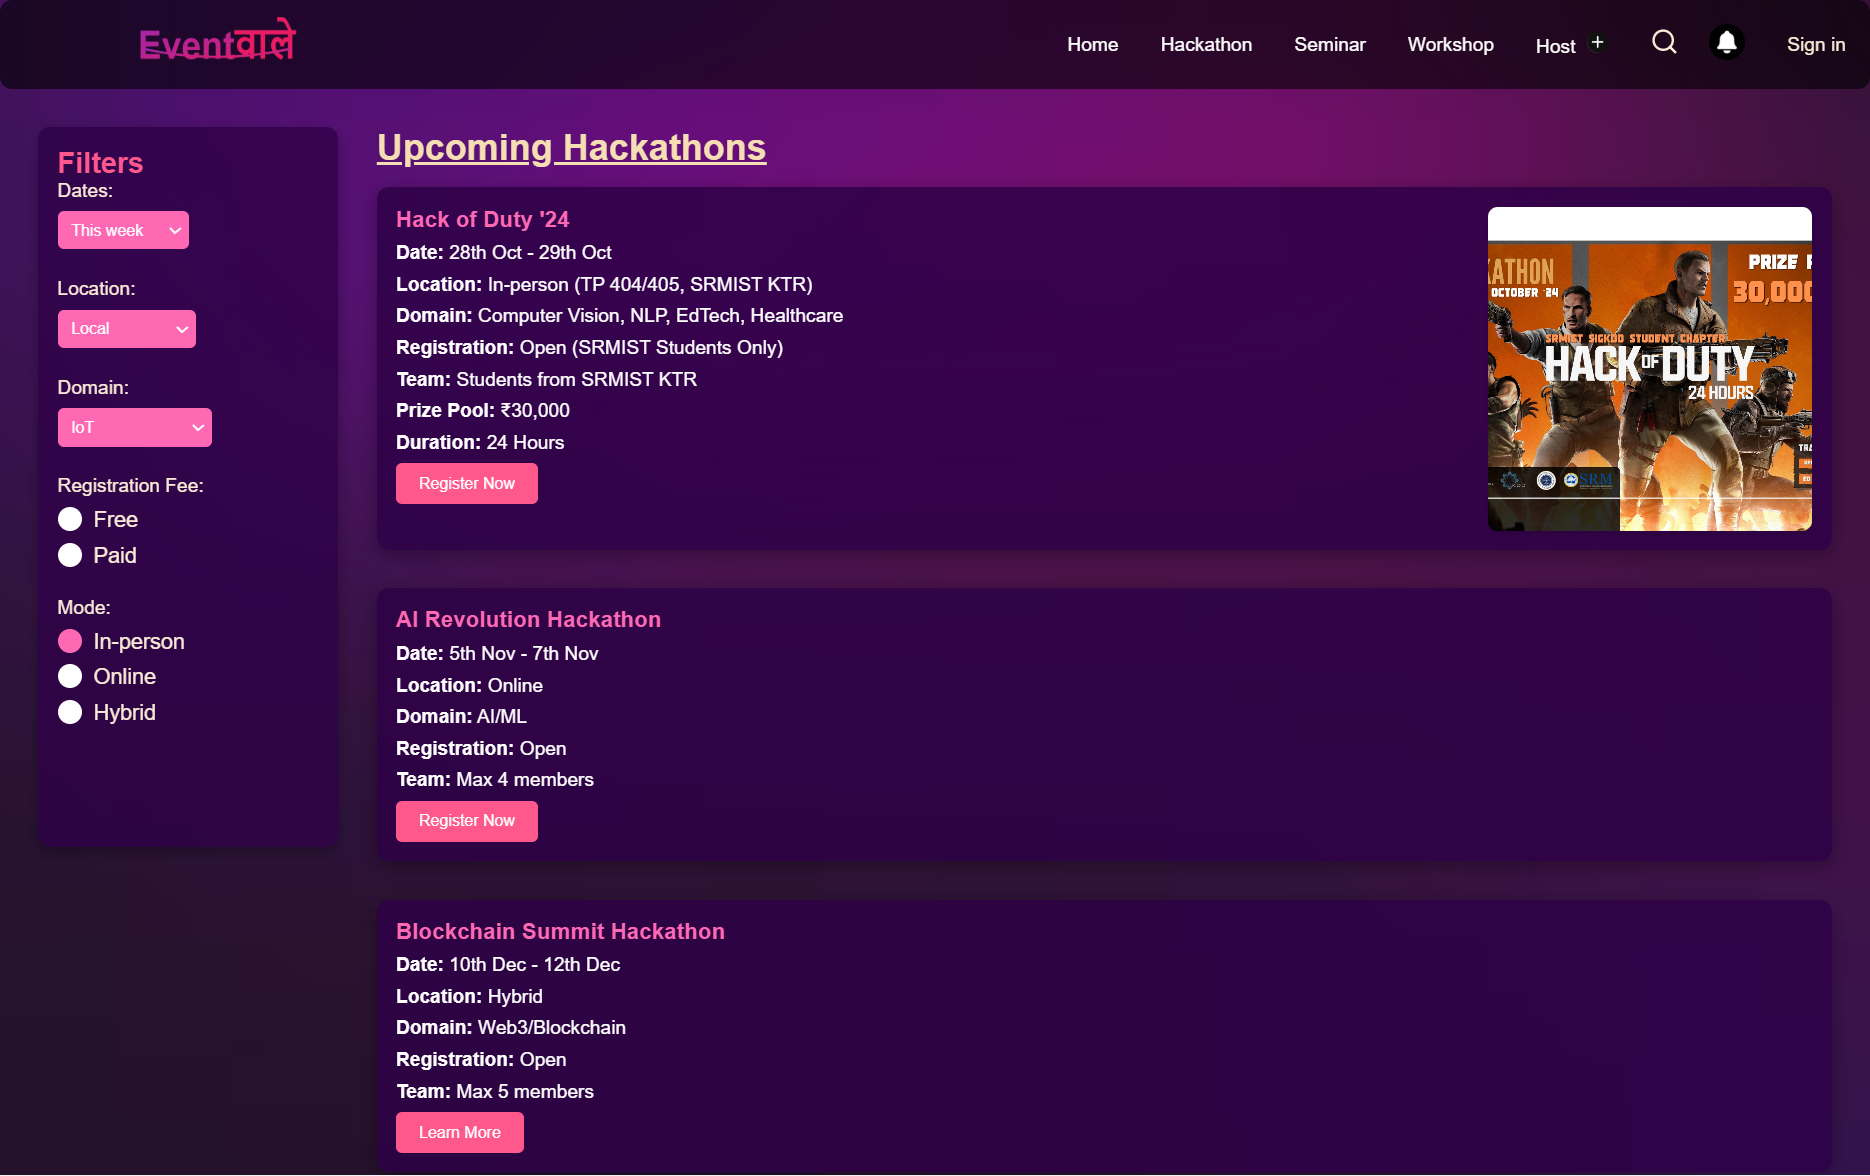 Eventवाले
Home
Hackathon
Seminar
Workshop
Host +
Sign in
Filters
Dates:
This week
Location:
Local
Domain:
IoT
Registration Fee:
Free
Paid
Mode:
In-person
Online
Hybrid
Upcoming Hackathons
Hack of Duty '24
Date: 28th Oct - 29th Oct
Location: In-person (TP 404/405, SRMIST KTR)
Domain: Computer Vision, NLP, EdTech, Healthcare
Registration: Open (SRMIST Students Only)
Team: Students from SRMIST KTR
Prize Pool: ₹30,000
Duration: 24 Hours
Register Now
KATHON
OCTOBER '24
PRIZE P
30,000
SRMIST SIGKDD STUDENT CHAPTER
HACK OF DUTY
24 HOURS
TRA
SRM
AI Revolution Hackathon
Date: 5th Nov - 7th Nov
Location: Online
Domain: AI/ML
Registration: Open
Team: Max 4 members
Register Now
Blockchain Summit Hackathon
Date: 10th Dec - 12th Dec
Location: Hybrid
Domain: Web3/Blockchain
Registration: Open
Team: Max 5 members
Learn More